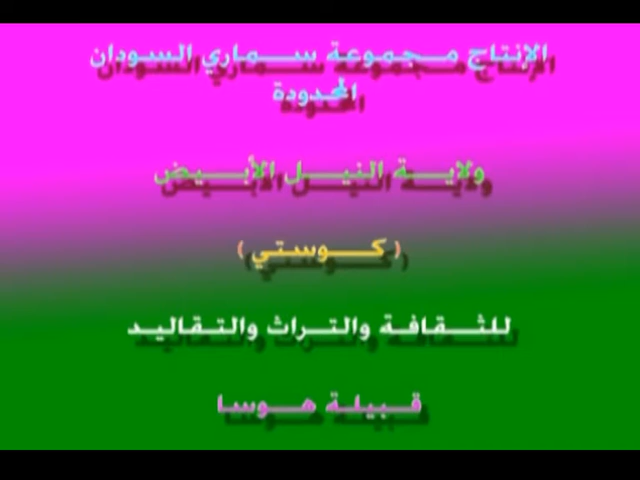 الإنتاج مجموعة سماري السودان
المحدودة
ولاية النيل الأبيض
( كوستي )
للثقافة والتراث والتقاليد
قبيلة هوسا